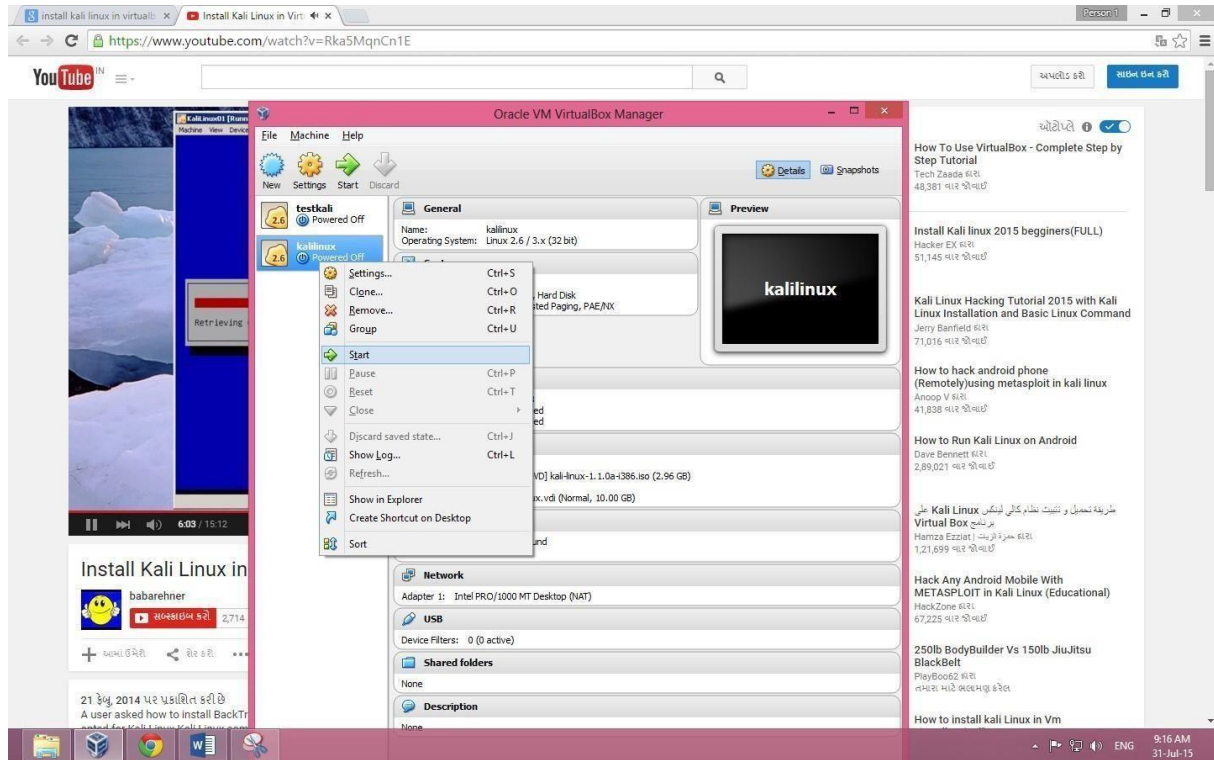 install kali linux in virtualb
Install Kali Linux in Virt
Person 1
https://www.youtube.com/watch?v=Rka5MqnCn1E
YouTube IN
અપલોડ કરો
સાઇન ઇન કરો
KaliLinux01 [Runn
Machine View Device
Retrieving
6:03 / 15:12
Install Kali Linux in
babarehner
સબ્સ્ક્રાઇબ કરો 2,714
આમાં ઉમેરો શેર કરો
21 ફેબ્રુ, 2014 પર પ્રકાશિત કરી છે
A user asked how to install BackTr
Oracle VM VirtualBox Manager
File Machine Help
New Settings Start Discard
Details Snapshots
testkali
Powered Off
kalilinux
Powered Off
2.6
2.6
General
Name: kalilinux
Operating System: Linux 2.6 / 3.x (32 bit)
Preview
kalilinux
, Hard Disk
sted Paging, PAE/NX
Settings... Ctrl+S
Clone... Ctrl+O
Remove... Ctrl+R
Group Ctrl+U
Start
Pause Ctrl+P
Reset Ctrl+T
Close
Discard saved state... Ctrl+J
Show Log... Ctrl+L
Refresh...
Show in Explorer
Create Shortcut on Desktop
Sort
ed
ed
VD] kali-linux-1.1.0a-i386.iso (2.96 GB)
ux.vdi (Normal, 10.00 GB)
und
Network
Adapter 1: Intel PRO/1000 MT Desktop (NAT)
USB
Device Filters: 0 (0 active)
Shared folders
None
Description
None
ઑટોપ્લે
How To Use VirtualBox - Complete Step by
Step Tutorial
Tech Zaada દ્વારા
48,381 વાર જોવાઈ
Install Kali linux 2015 begginers(FULL)
Hacker EX દ્વારા
51,145 વાર જોવાઈ
Kali Linux Hacking Tutorial 2015 with Kali
Linux Installation and Basic Linux Command
Jerry Banfield દ્વારા
71,016 વાર જોવાઈ
How to hack android phone
(Remotely)using metasploit in kali linux
Anoop V દ્વારા
41,838 વાર જોવાઈ
How to Run Kali Linux on Android
Dave Bennett દ્વારા
2,89,021 વાર જોવાઈ
طريقة تحميل و تثبيت نظام كالي لينكس Kali Linux على
برنامج Virtual Box
Hamza Ezziat | حمزة الزيت દ્વારા
1,21,699 વાર જોવાઈ
Hack Any Android Mobile With
METASPLOIT in Kali Linux (Educational)
HackZone દ્વારા
67,225 વાર જોવાઈ
250lb BodyBuilder Vs 150lb JiuJitsu
BlackBelt
PlayBoo62 દ્વારા
તમારા માટે ભલામણ કરેલ
How to install kali Linux in Vm
ENG
9:16 AM
31-Jul-15